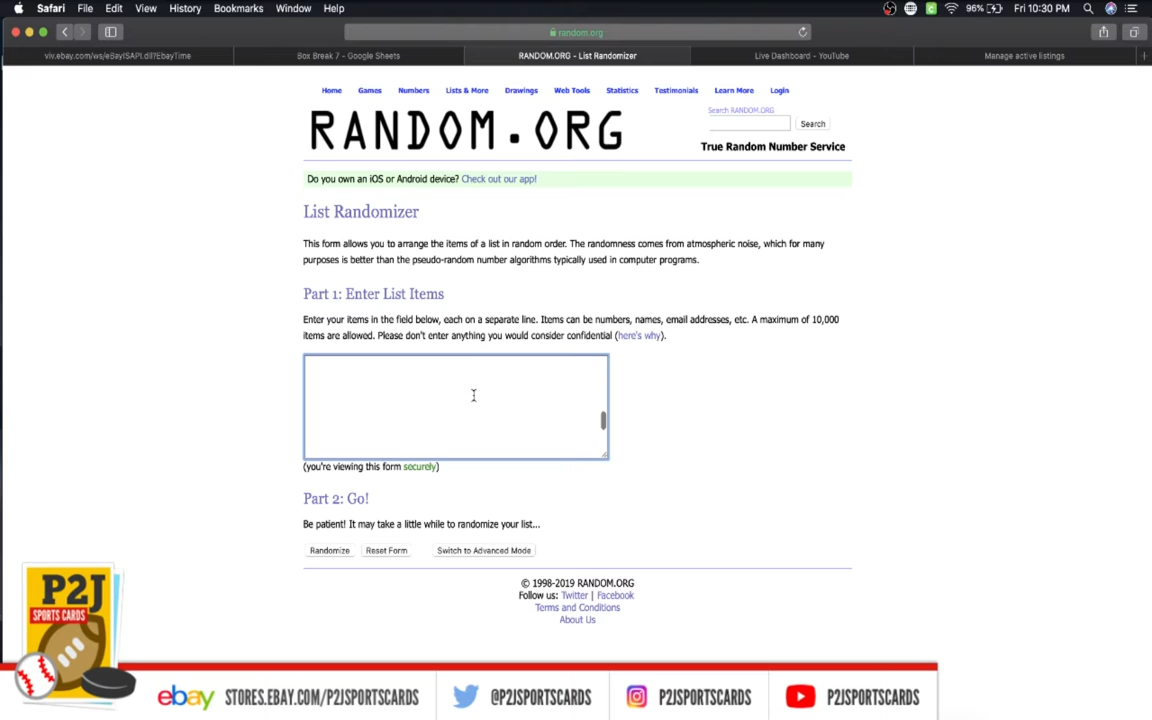 Safari File Edit View History Bookmarks Window Help 96% Fri 10:30 PM
random.org
viv.ebay.com/ws/eBayISAPI.dll?EbayTime Box Break 7 - Google Sheets RANDOM.ORG - List Randomizer Live Dashboard - YouTube Manage active listings
Home Games Numbers Lists & More Drawings Web Tools Statistics Testimonials Learn More Login
Search RANDOM.ORG
RANDOM.ORG
Search
True Random Number Service
Do you own an iOS or Android device? Check out our app!
List Randomizer
This form allows you to arrange the items of a list in random order. The randomness comes from atmospheric noise, which for many
purposes is better than the pseudo-random number algorithms typically used in computer programs.
Part 1: Enter List Items
Enter your items in the field below, each on a separate line. Items can be numbers, names, email addresses, etc. A maximum of 10,000
items are allowed. Please don't enter anything you would consider confidential (here's why).
(you're viewing this form securely)
Part 2: Go!
Be patient! It may take a little while to randomize your list...
Randomize Reset Form Switch to Advanced Mode
© 1998-2019 RANDOM.ORG
Follow us: Twitter | Facebook
Terms and Conditions
About Us
P2J
SPORTS CARDS
ebay STORES.EBAY.COM/P2JSPORTSCARDS @P2JSPORTSCARDS P2JSPORTSCARDS P2JSPORTSCARDS